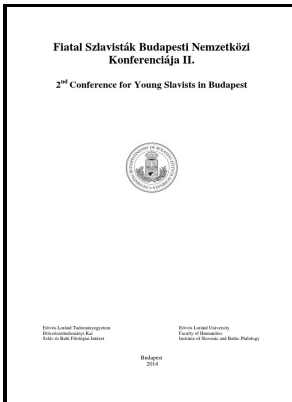 Fiatal Szlavisták Budapesti Nemzetközi
Konferenciája II.
2nd Conference for Young Slavists in Budapest
Eötvös Loránd Tudományegyetem
Bölcsészettudományi Kar
Szláv és Balti Filológiai Intézet
Eötvös Loránd University
Faculty of Humanities
Institute of Slavonic and Baltic Philology
Budapest
2014